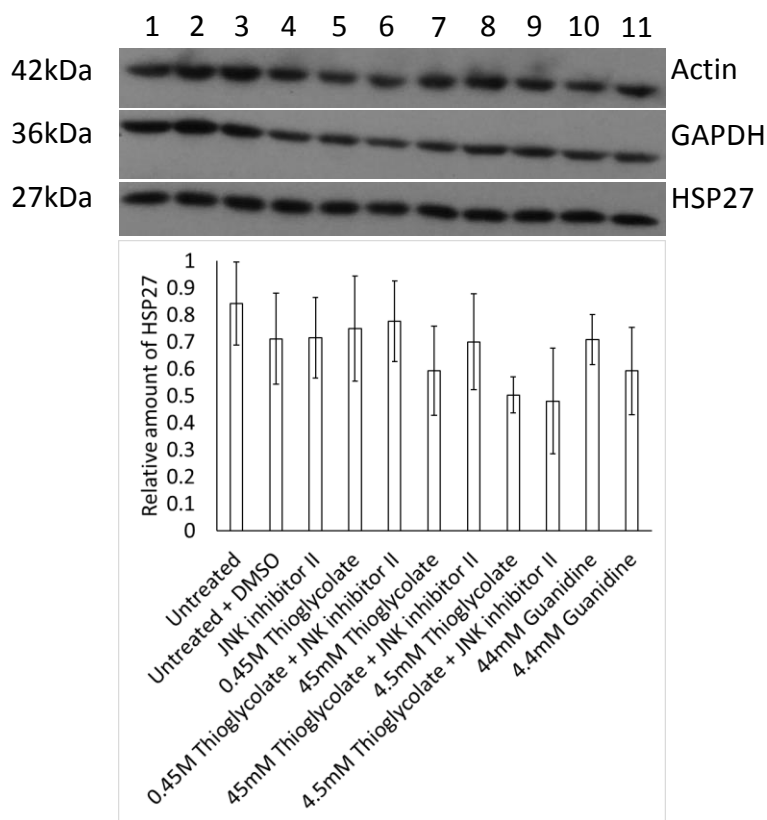 1 2 3 4 5 6 7 8 9 10 11
42kDa Actin
36kDa GAPDH
27kDa HSP27
Relative amount of HSP27
1
0.9
0.8
0.7
0.6
0.5
0.4
0.3
0.2
0.1
0
Untreated
Untreated + DMSO
JNK inhibitor II
0.45M Thioglycolate
0.45M Thioglycolate + JNK inhibitor II
45mM Thioglycolate
45mM Thioglycolate + JNK inhibitor II
4.5mM Thioglycolate
4.5mM Thioglycolate + JNK inhibitor II
44mM Guanidine
4.4mM Guanidine